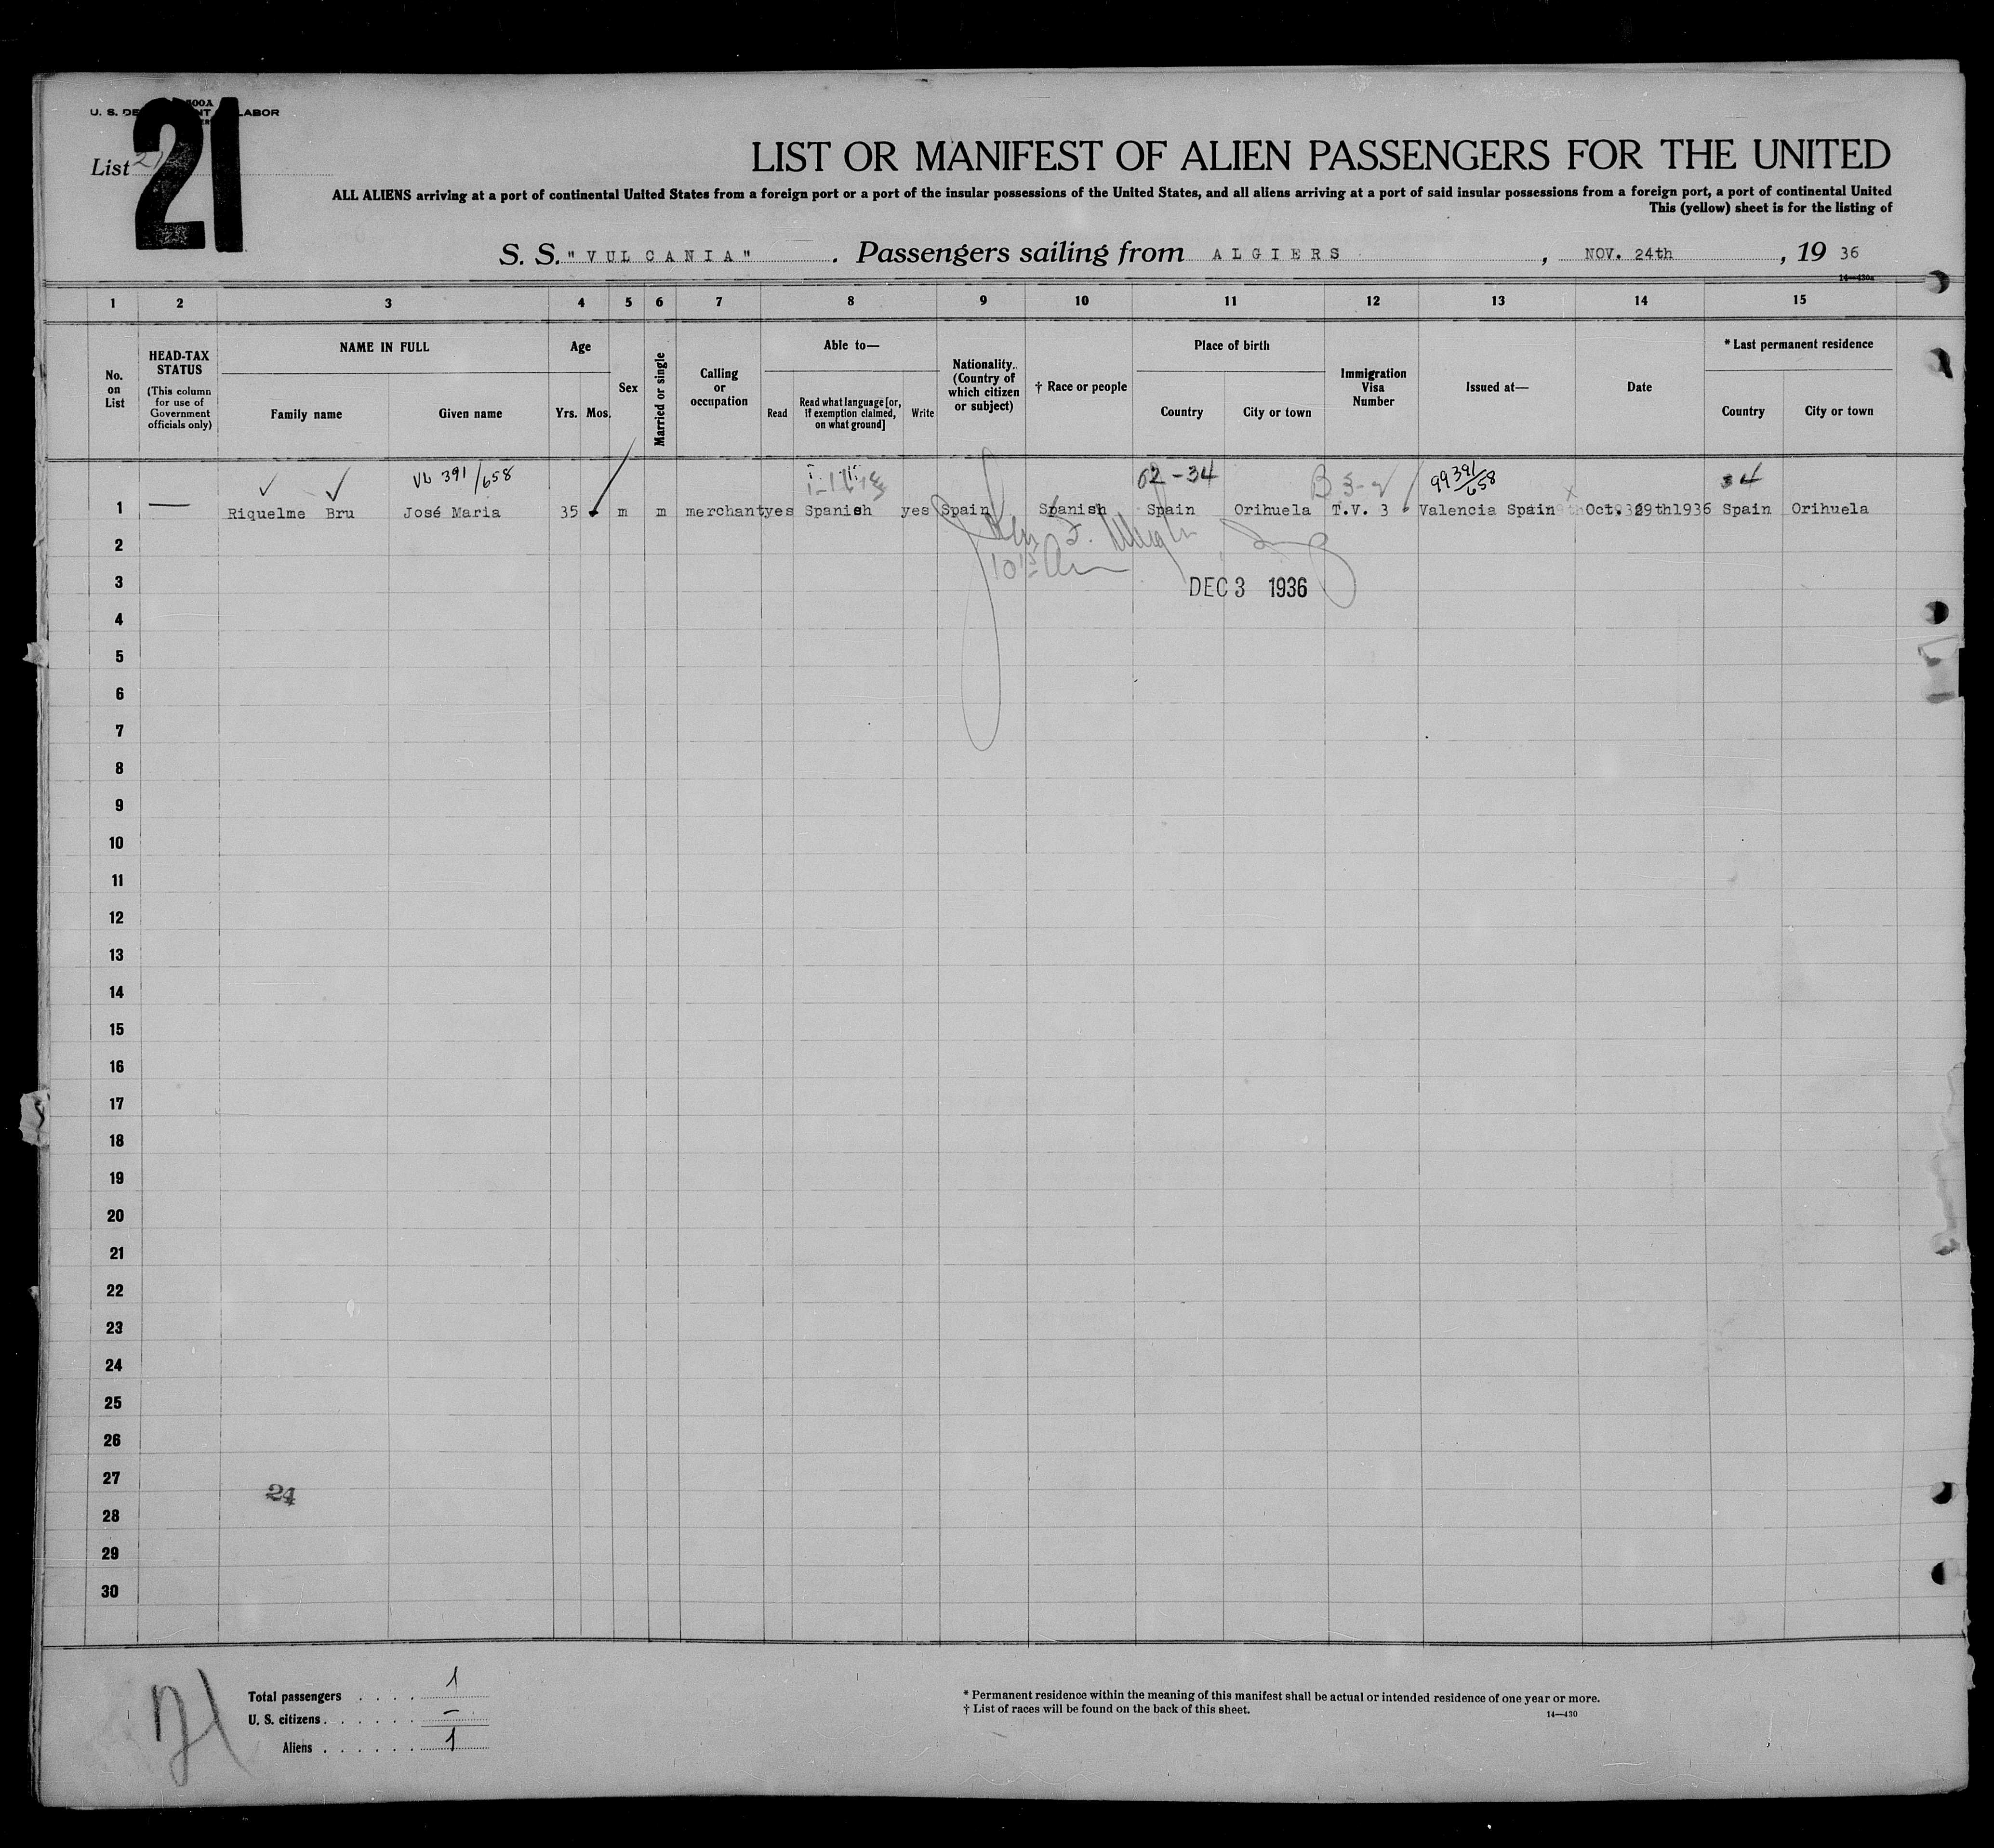 U. S. DE NT LABOR
List 21
21
LIST OR MANIFEST OF ALIEN PASSENGERS FOR THE UNITED
ALL ALIENS arriving at a port of continental United States from a foreign port or a port of the insular possessions of the United States, and all aliens arriving at a port of said insular possessions from a foreign port, a port of continental United
This (yellow) sheet is for the listing of
S. S. "VULCANIA". Passengers sailing from ALGIERS, NOV. 24th, 19 36
14—430a
1 2 3 4 5 6 7 8 9 10 11 12 13 14 15
No. on List
HEAD-TAX STATUS
(This column for use of Government officials only)
NAME IN FULL
Family name Given name
Age
Yrs. Mos.
Sex
Married or single
Calling or occupation
Able to—
Read
Read what language [or, if exemption claimed, on what ground]
Write
Nationality. (Country of which citizen or subject)
† Race or people
Place of birth
Country City or town
Immigration Visa Number
Issued at—
Date
* Last permanent residence
Country City or town
VL 391/658 62-34 99 391/658 34
1 — Riquelme Bru José Maria 35 m m merchant yes Spanish yes Spain Spanish Spain Orihuela T.V. 3 Valencia Spain Oct. 29th1936 Spain Orihuela
2
3
DEC 3 1936
4
5
6
7
8
9
10
11
12
13
14
15
16
17
18
19
20
21
22
23
24
25
26
27
24
28
29
30
21
Total passengers . . . . 1
U. S. citizens . . . . . . —
Aliens . . . . . . 1
* Permanent residence within the meaning of this manifest shall be actual or intended residence of one year or more.
† List of races will be found on the back of this sheet.
14—430